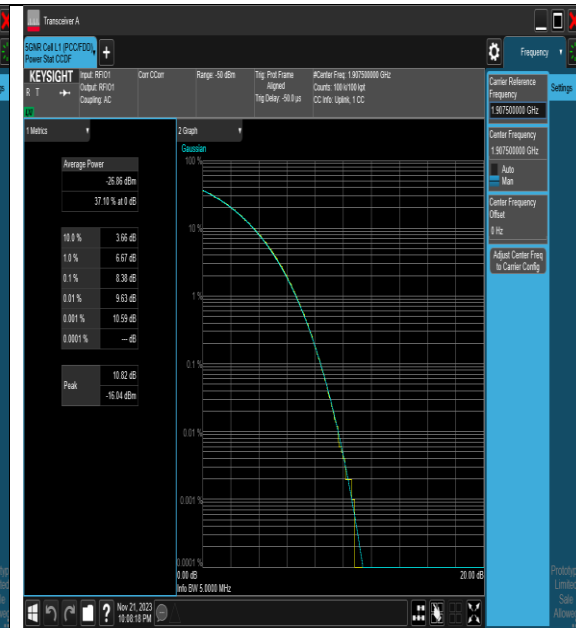 Transceiver A
5GNR Cell L1 (PCC/FDD),
Power Stat CCDF
+
Frequency
KEYSIGHT
R T
LXI
Input: RFIO1
Output: RFIO1
Coupling: AC
Corr CCorr
Range: -50 dBm
Trig: Prot Frame
Aligned
Trig Delay: -50.0 µs
#Center Freq: 1.907500000 GHz
Counts: 100 k/100 kpt
CC Info: Uplink, 1 CC
Carrier Reference
Frequency
1.907500000 GHz
Settings
Center Frequency
1.907500000 GHz
Auto
Man
Center Frequency
Offset
0 Hz
Adjust Center Freq
to Carrier Config
1 Metrics
Average Power
-26.86 dBm
37.10 % at 0 dB
10.0 % 3.66 dB
1.0 % 6.67 dB
0.1 % 8.38 dB
0.01 % 9.63 dB
0.001 % 10.59 dB
0.0001 % --- dB
Peak 10.82 dB
-16.04 dBm
2 Graph
Gaussian
100 %
10 %
1 %
0.1 %
0.01 %
0.001 %
0.0001 %
0.00 dB
20.00 dB
Info BW 5.0000 MHz
?
Nov 21, 2023
10:08:18 PM